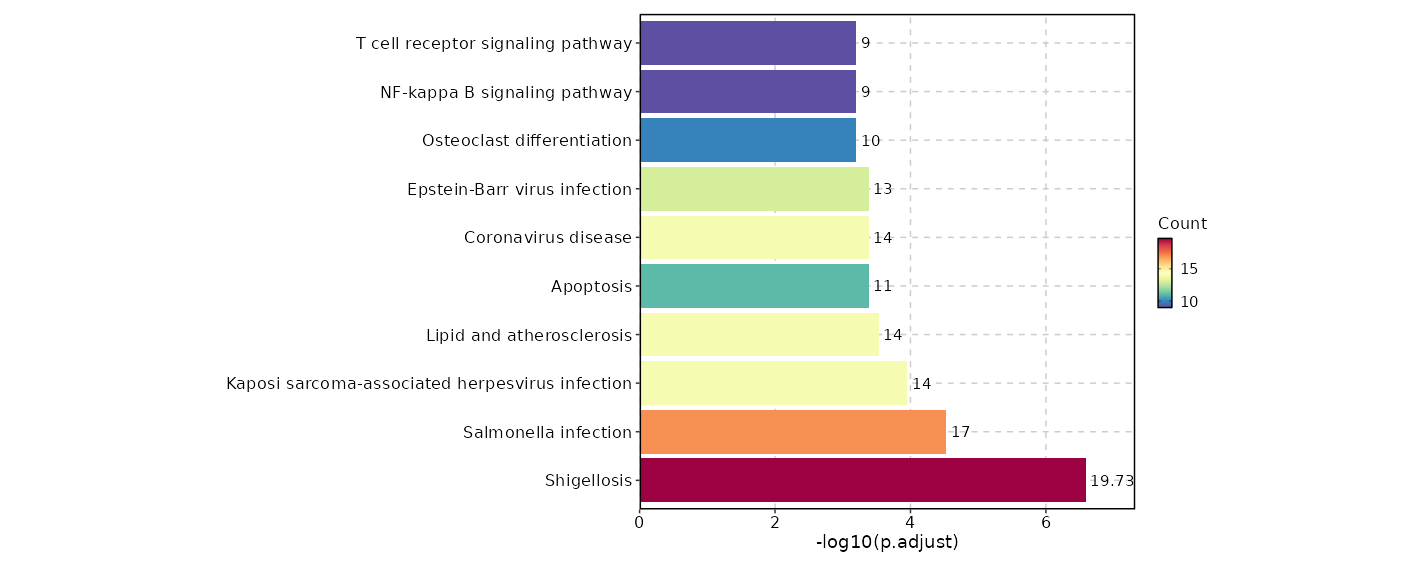 T cell receptor signaling pathway 9
NF-kappa B signaling pathway 9
Osteoclast differentiation 10
Epstein-Barr virus infection 13
Coronavirus disease 14
Apoptosis 11
Lipid and atherosclerosis 14
Kaposi sarcoma-associated herpesvirus infection 14
Salmonella infection 17
Shigellosis 19.73
0 2 4 6
-log10(p.adjust)
Count
15
10